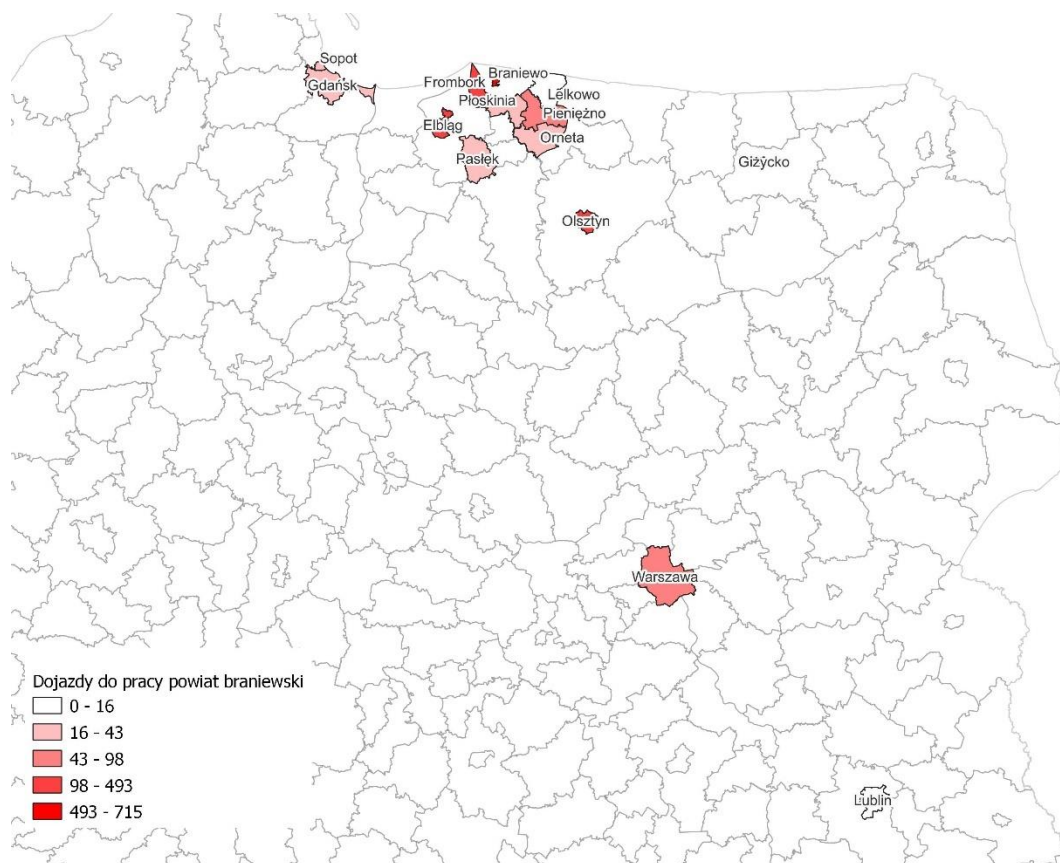 Sopot
Gdańsk
Frombork
Braniewo
Płoskinia
Lelkowo
Pieniężno
Elbląg
Orneta
Pasłęk
Giżycko
Olsztyn
Warszawa
Lublin
Dojazdy do pracy powiat braniewski
0 - 16
16 - 43
43 - 98
98 - 493
493 - 715